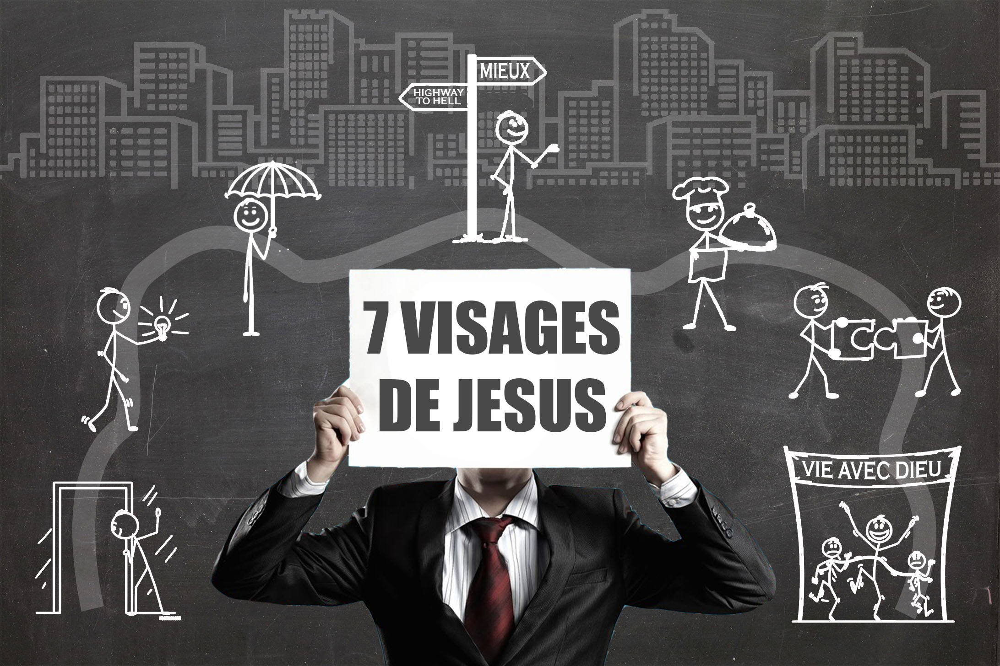 MIEUX
HIGHWAY
TO HELL
7 VISAGES
DE JESUS
VIE AVEC DIEU